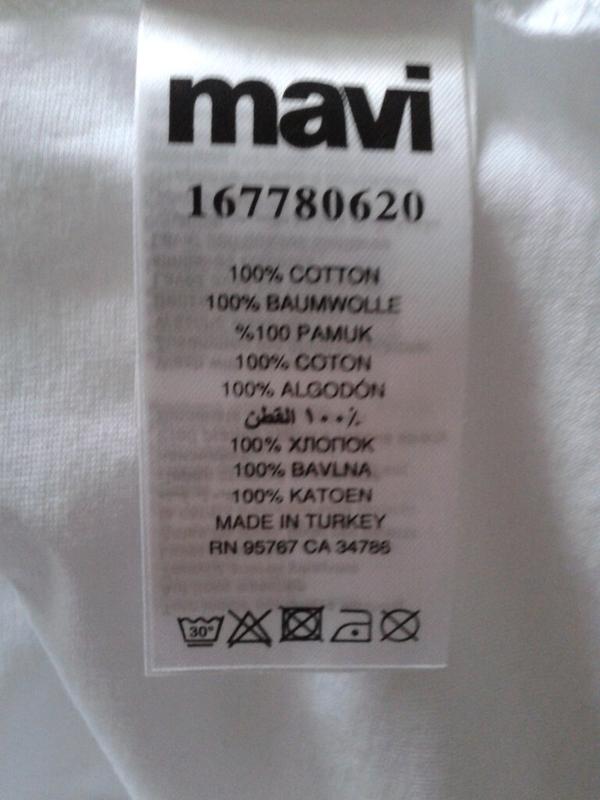 mavi
167780620
100% COTTON
100% BAUMWOLLE
%100 PAMUK
100% COTON
100% ALGODÓN
٪١٠٠ القطن
100% ХЛОПОК
100% BAVLNA
100% KATOEN
MADE IN TURKEY
RN 95767 CA 34786
30°